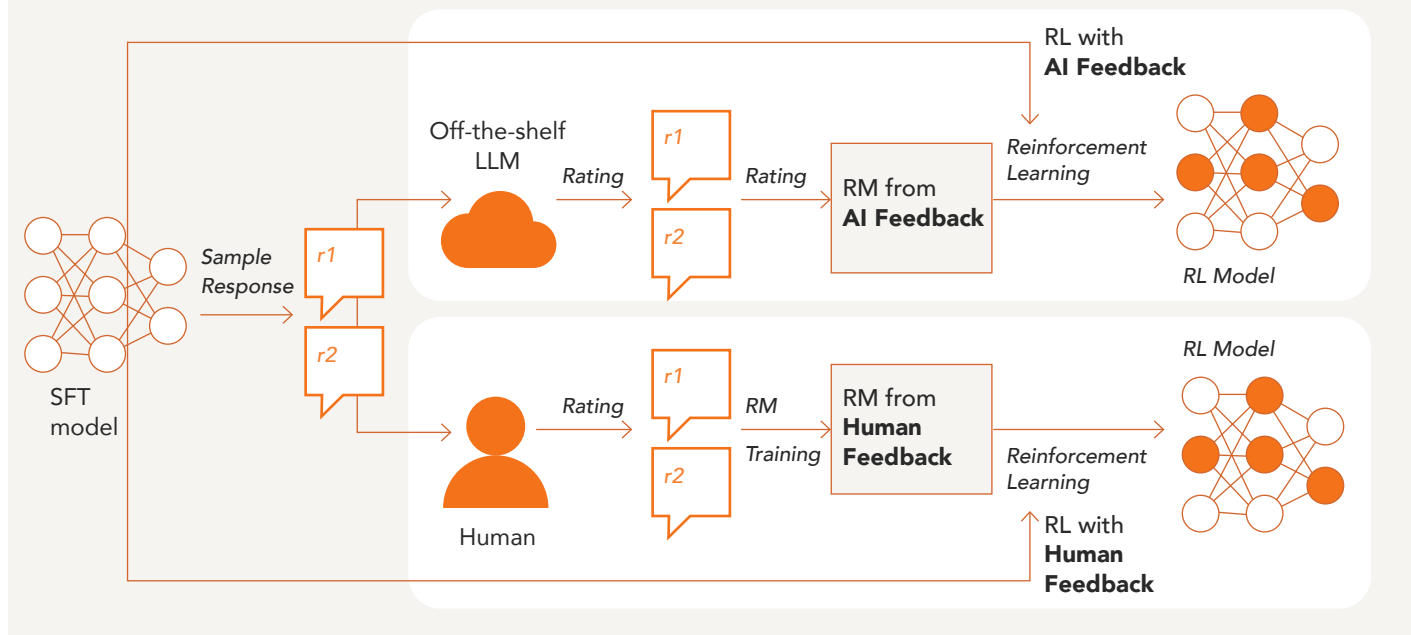 RL with
AI Feedback
Off-the-shelf
LLM
Rating
r1
r2
Rating
RM from
AI Feedback
Reinforcement
Learning
RL Model
Sample
Response
r1
r2
SFT
model
Human
Rating
r1
r2
RM
Training
RM from
Human
Feedback
Reinforcement
Learning
RL Model
RL with
Human
Feedback